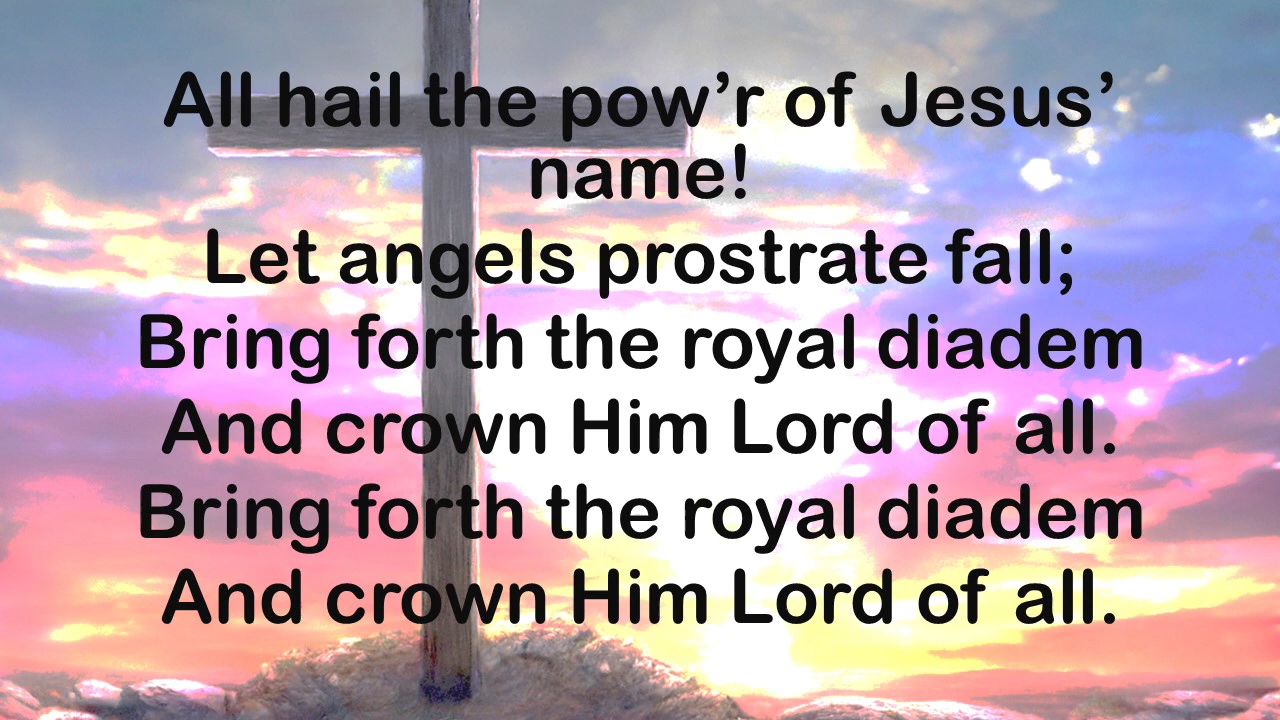 All hail the pow’r of Jesus’
name!
Let angels prostrate fall;
Bring forth the royal diadem
And crown Him Lord of all.
Bring forth the royal diadem
And crown Him Lord of all.